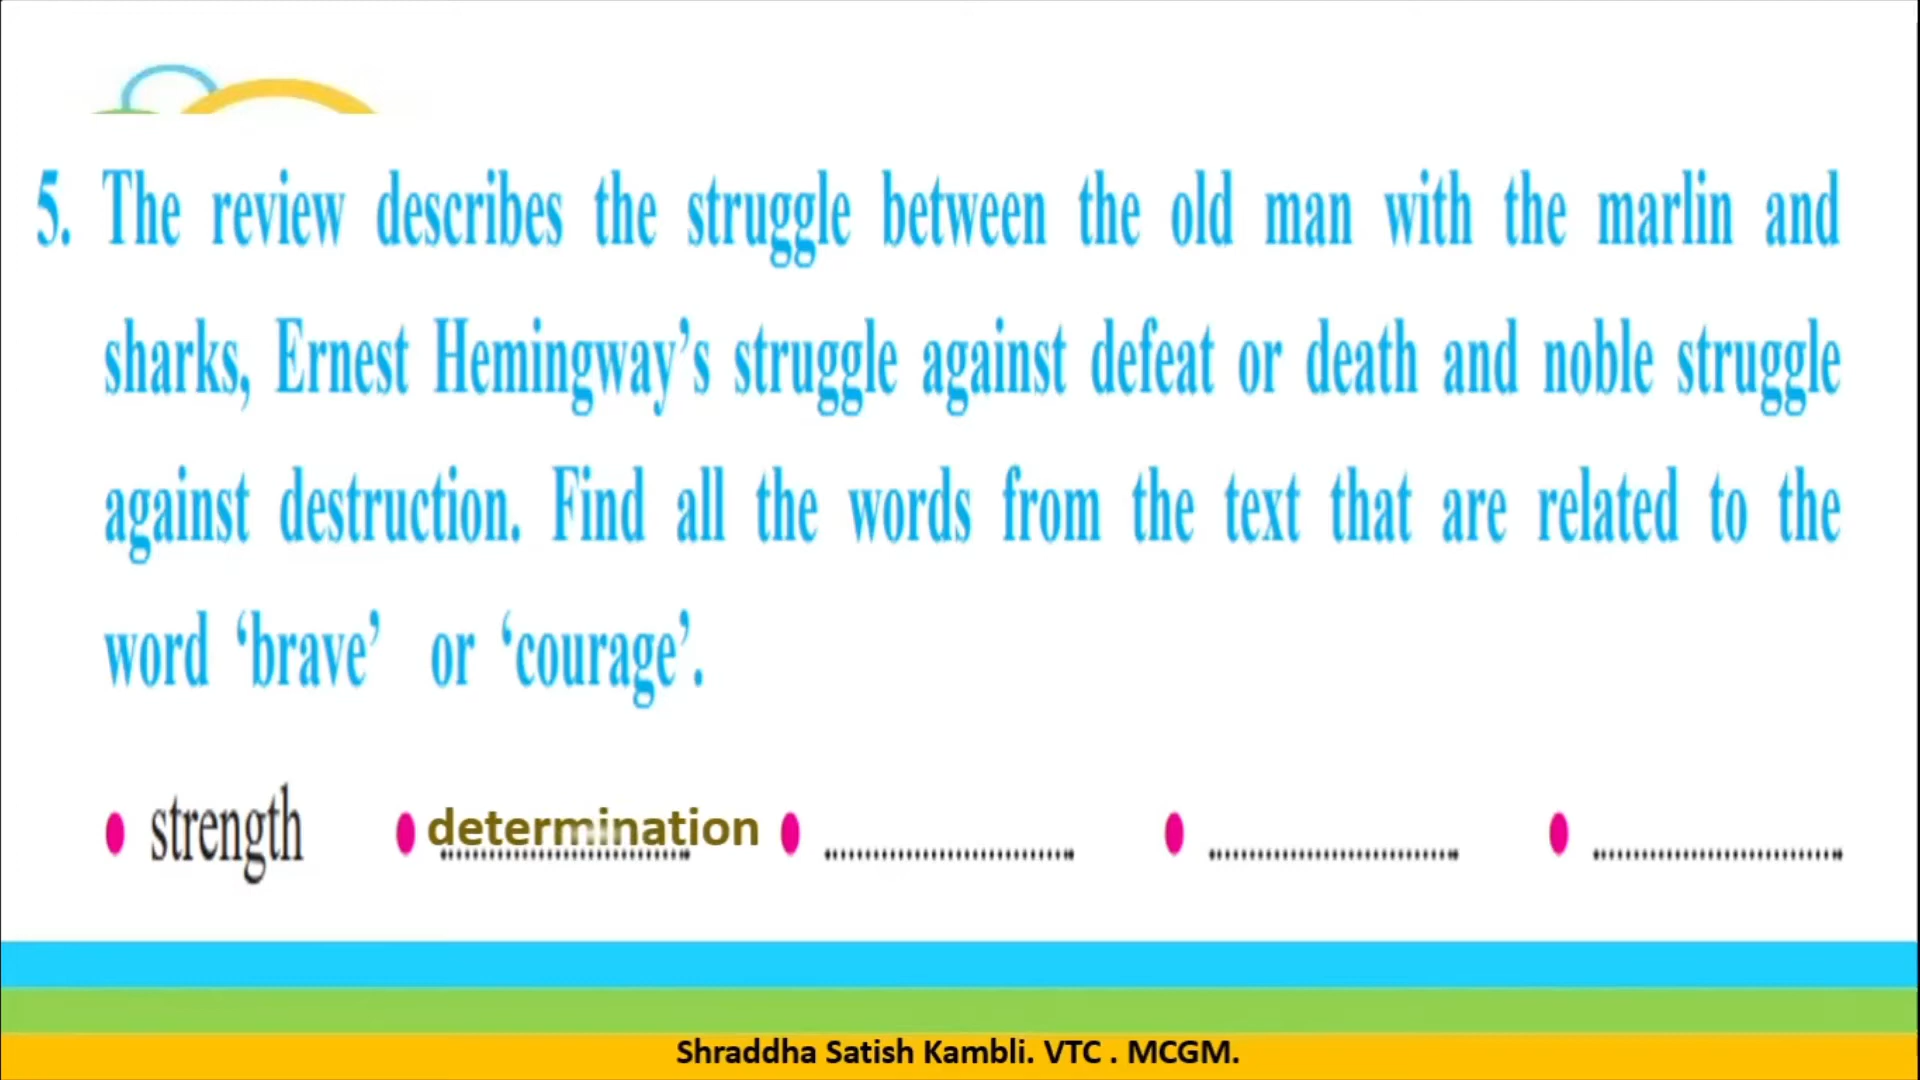 5. The review describes the struggle between the old man with the marlin and
sharks, Ernest Hemingway’s struggle against defeat or death and noble struggle
against destruction. Find all the words from the text that are related to the
word ‘brave’ or ‘courage’.
• strength • determination • .............................. • .............................. • ..............................
Shraddha Satish Kambli. VTC . MCGM.